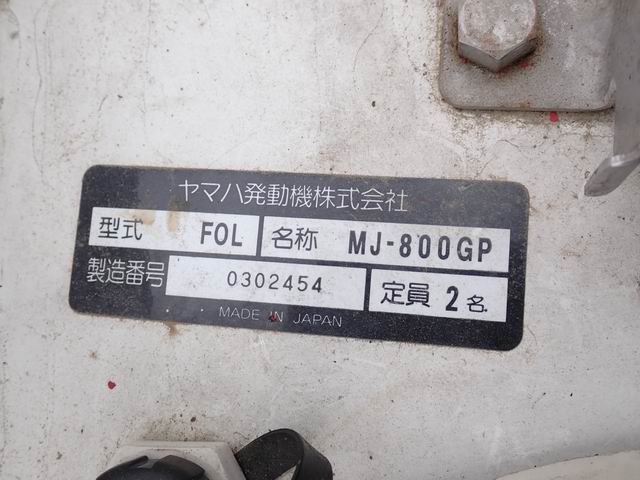 ヤマハ発動機株式会社
型式 FOL 名称 MJ-800GP
製造番号 0302454 定員 2名
MADE IN JAPAN